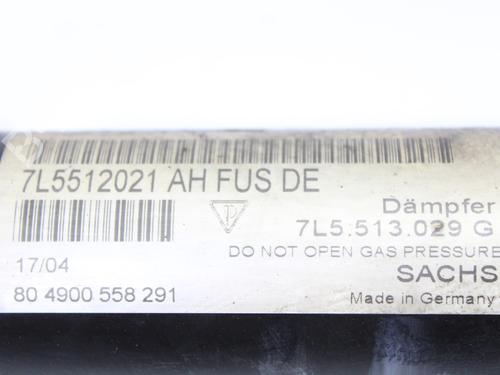 7L5512021 AH FUS DE
Dämpfer
7L5.513.029 G
DO NOT OPEN GAS PRESSURE
17/04
SACHS
80 4900 558 291
Made in Germany